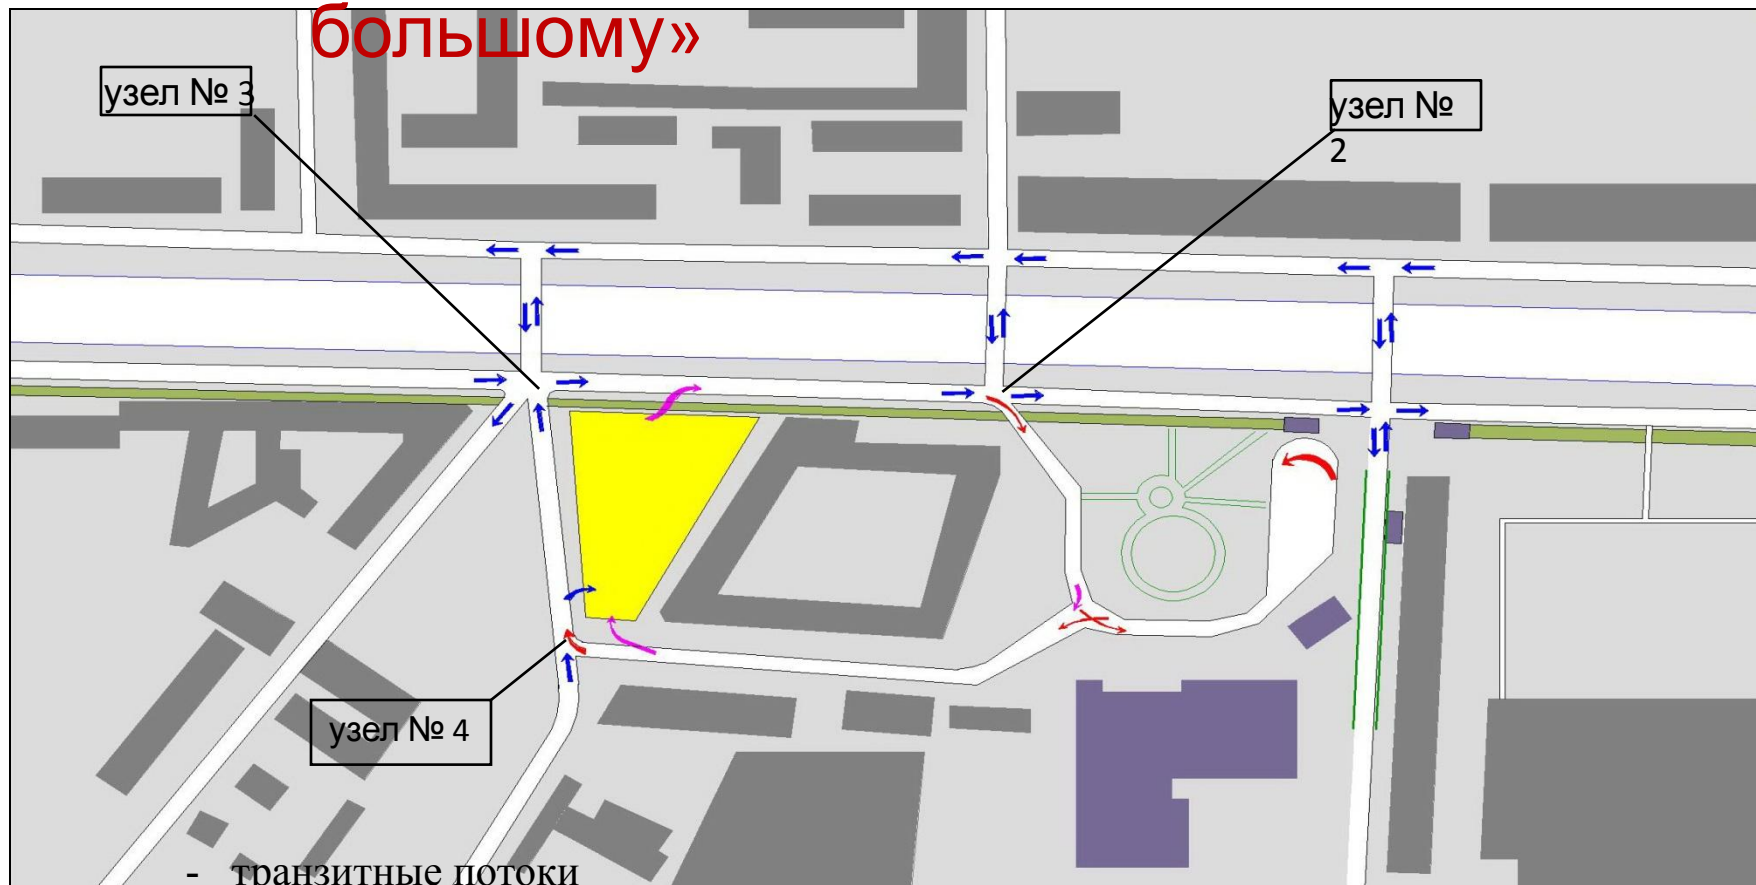 большому»
узел № 3
узел №
2
узел № 4
- транзитные потоки